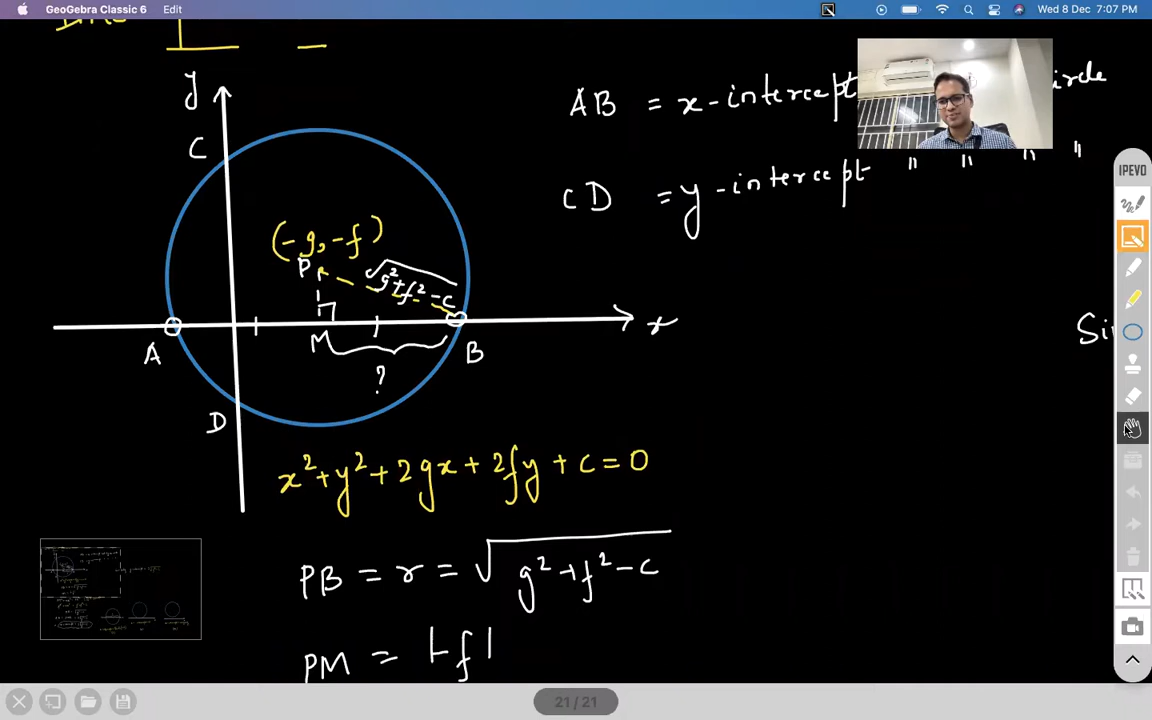 GeoGebra Classic 6 Edit Wed 8 Dec 7:07 PM
y
AB = x-intercept
C
CD = y-intercept " " " "
IPEVO
(-g, -f)
P
√g²+f²-c
x
A M B
?
D
x²+y²+2gx+2fy+c=0
PB = r = √g²+f²-c
PM = |-f|
21/21